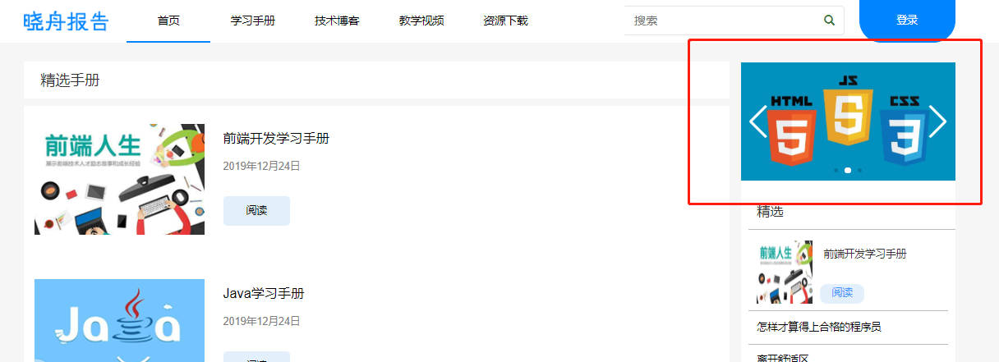 晓舟报告 首页 学习手册 技术博客 教学视频 资源下载 搜索 登录
精选手册
前端人生
展示前端技术人才励志故事和成长经验
前端开发学习手册
2019年12月24日
阅读
Java
Java学习手册
2019年12月24日
阅读
HTML JS CSS
5 5 3
精选
前端人生
前端开发学习手册
阅读
怎样才算得上合格的程序员
离开舒适区